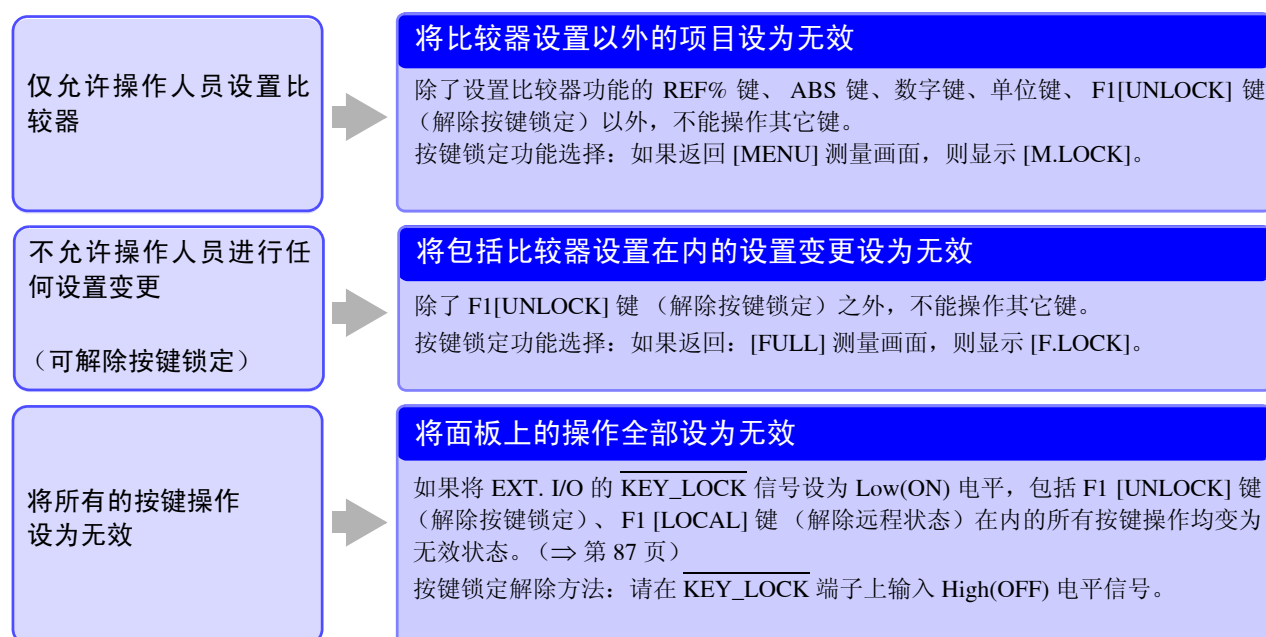 仅允许操作人员设置比
较器
将比较器设置以外的项目设为无效
除了设置比较器功能的 REF% 键、 ABS 键、数字键、单位键、 F1[UNLOCK] 键
（解除按键锁定）以外，不能操作其它键。
按键锁定功能选择：如果返回 [MENU] 测量画面，则显示 [M.LOCK]。
不允许操作人员进行任
何设置变更
（可解除按键锁定）
将包括比较器设置在内的设置变更设为无效
除了 F1[UNLOCK] 键 （解除按键锁定）之外，不能操作其它键。
按键锁定功能选择：如果返回：[FULL] 测量画面，则显示 [F.LOCK]。
将所有的按键操作
设为无效
将面板上的操作全部设为无效
如果将 EXT. I/O 的 KEY_LOCK 信号设为 Low(ON) 电平，包括 F1 [UNLOCK] 键
（解除按键锁定）、 F1 [LOCAL] 键 （解除远程状态）在内的所有按键操作均变为
无效状态。（⇒ 第 87 页）
按键锁定解除方法：请在 KEY_LOCK 端子上输入 High(OFF) 电平信号。